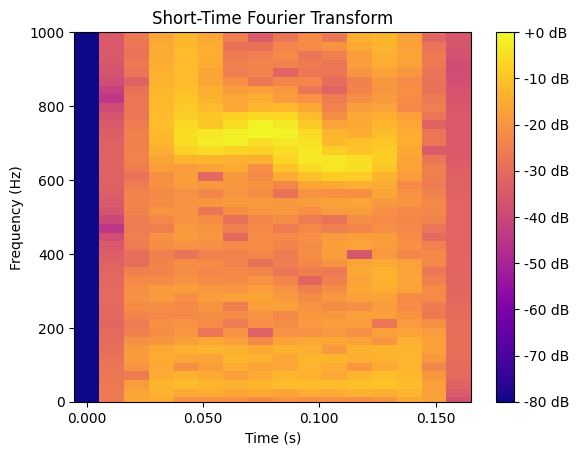 Short-Time Fourier Transform
1000
800
600
400
200
0
Frequency (Hz)
0.000
0.050
0.100
0.150
Time (s)
+0 dB
-10 dB
-20 dB
-30 dB
-40 dB
-50 dB
-60 dB
-70 dB
-80 dB